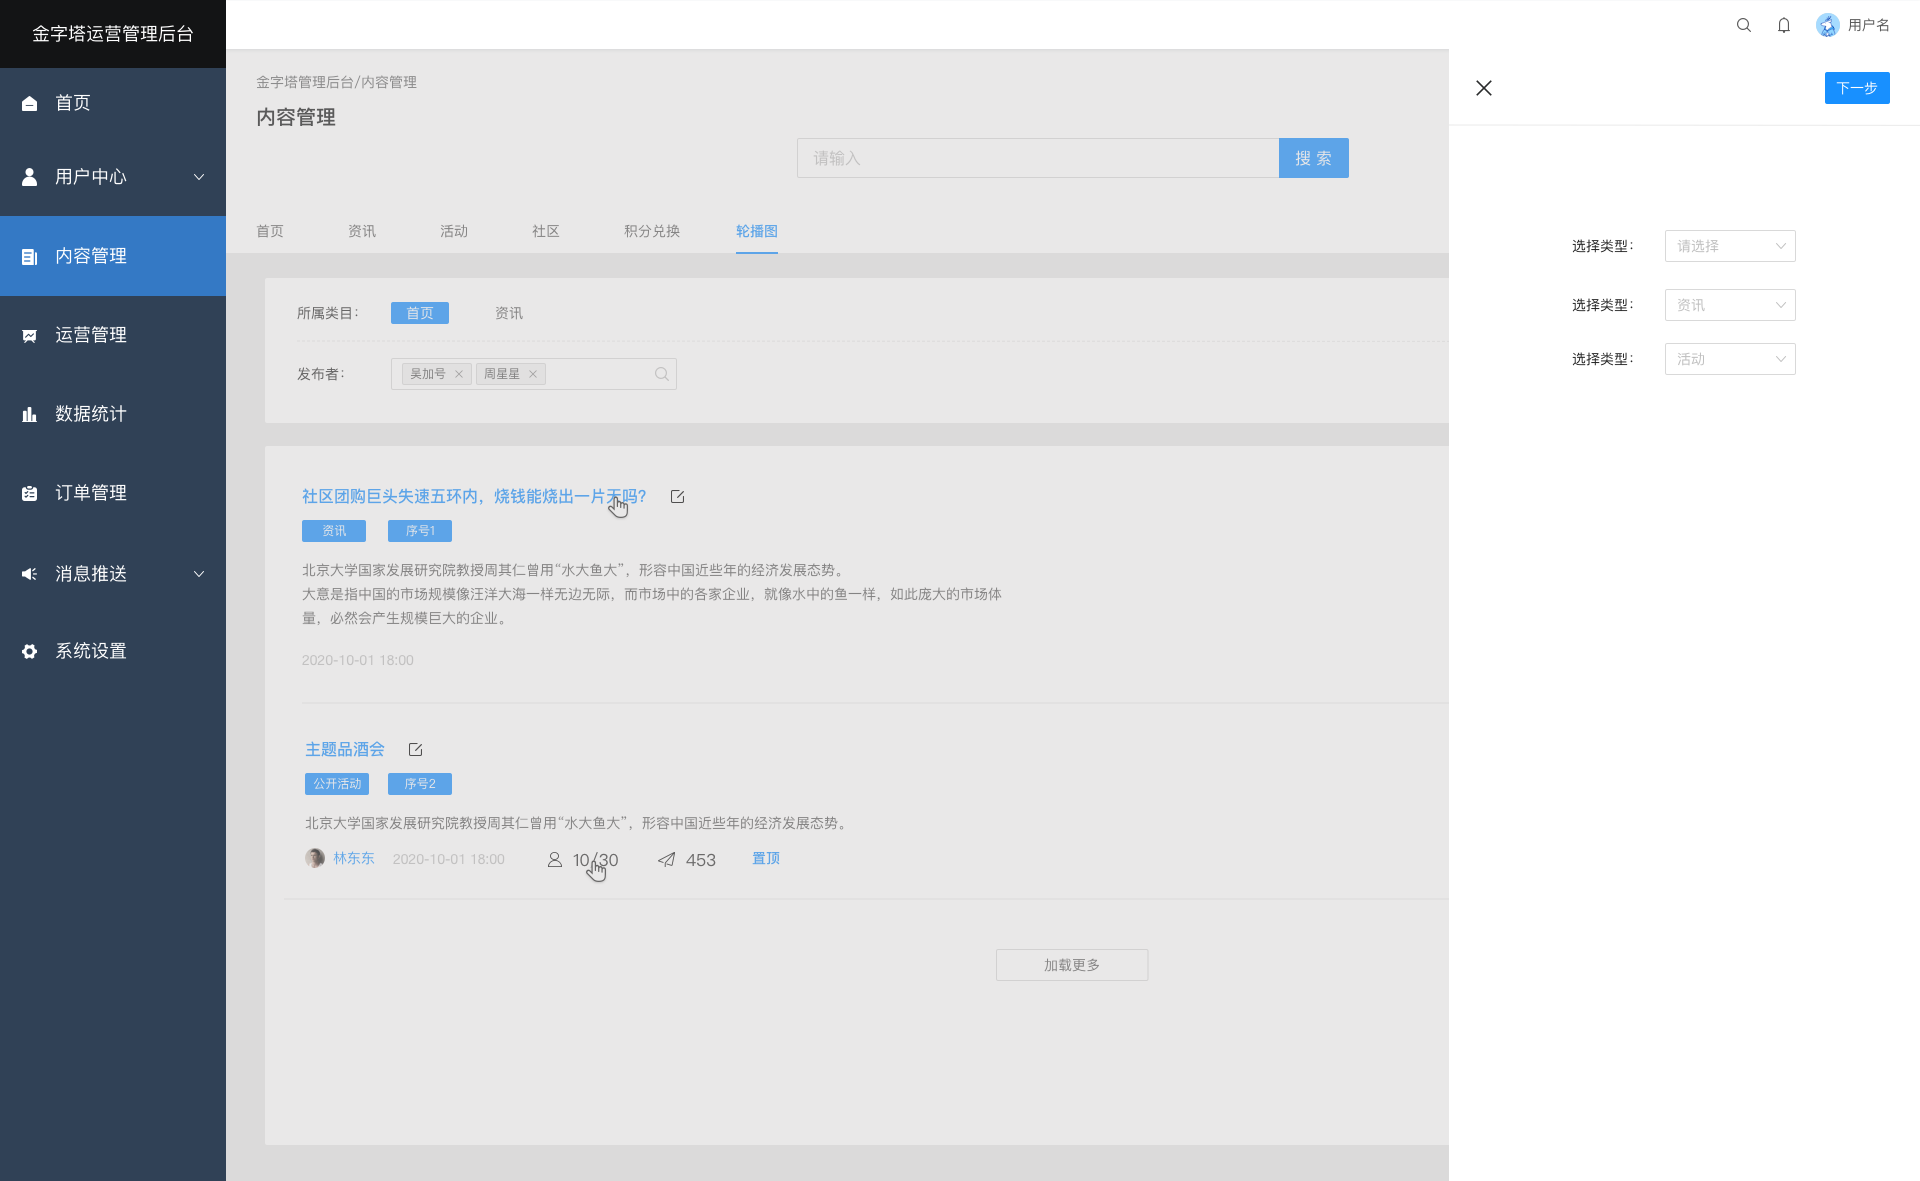 金字塔运营管理后台
首页
用户中心
内容管理
运营管理
数据统计
订单管理
消息推送
系统设置
用户名
金字塔管理后台/内容管理
内容管理
请输入
搜 索
首页 资讯 活动 社区 积分兑换 轮播图
所属类目： 首页 资讯
发布者： 吴加号 周星星
社区团购巨头失速五环内，烧钱能烧出一片天吗？
资讯 序号1
北京大学国家发展研究院教授周其仁曾用“水大鱼大”，形容中国近些年的经济发展态势。
大意是指中国的市场规模像汪洋大海一样无边无际，而市场中的各家企业，就像水中的鱼一样，如此庞大的市场体
量，必然会产生规模巨大的企业。
2020-10-01 18:00
主题品酒会
公开活动 序号2
北京大学国家发展研究院教授周其仁曾用“水大鱼大”，形容中国近些年的经济发展态势。
林东东 2020-10-01 18:00 10/30 453 置顶
加载更多
下一步
选择类型： 请选择
选择类型： 资讯
选择类型： 活动